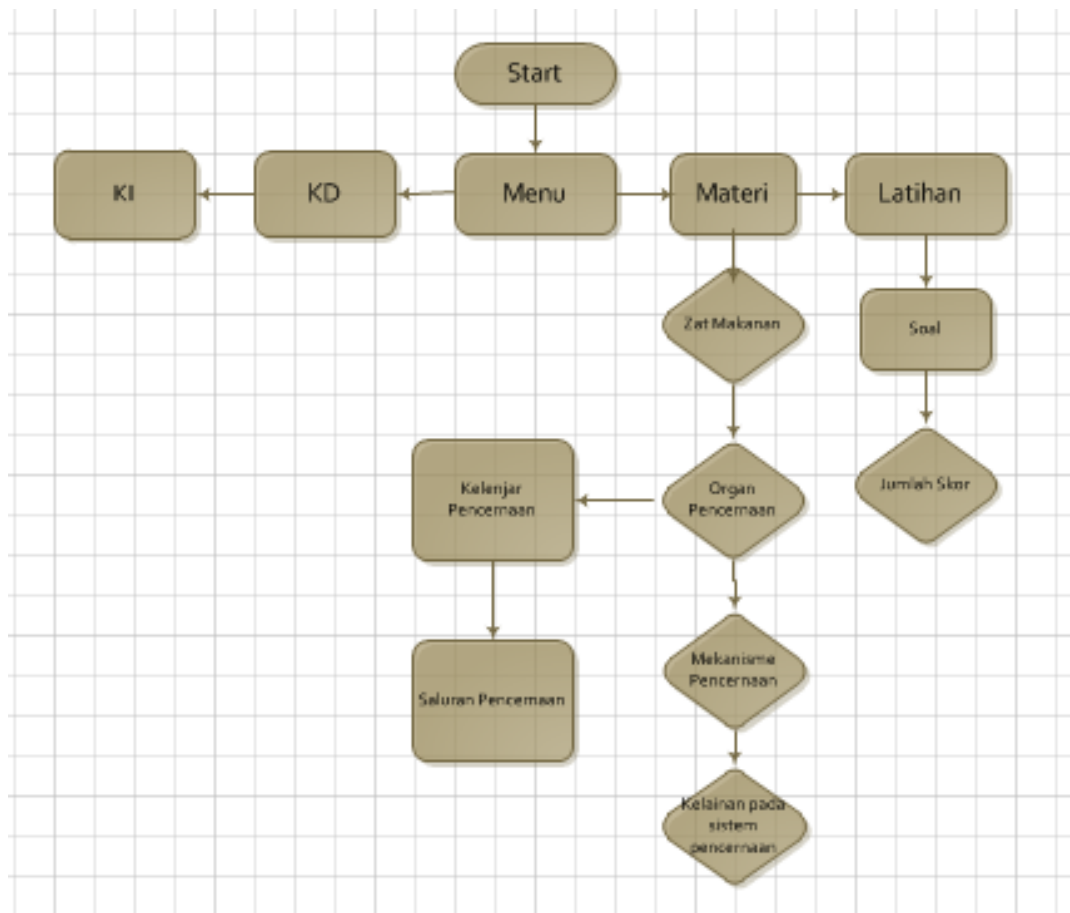 Start
KI
KD
Menu
Materi
Latihan
Zat Makanan
Soal
Kelenjar
Pencernaan
Organ
Pencernaan
Jumlah Skor
Saluran Pencernaan
Mekanisme
Pencernaan
Kelainan pada
sistem
pencernaan